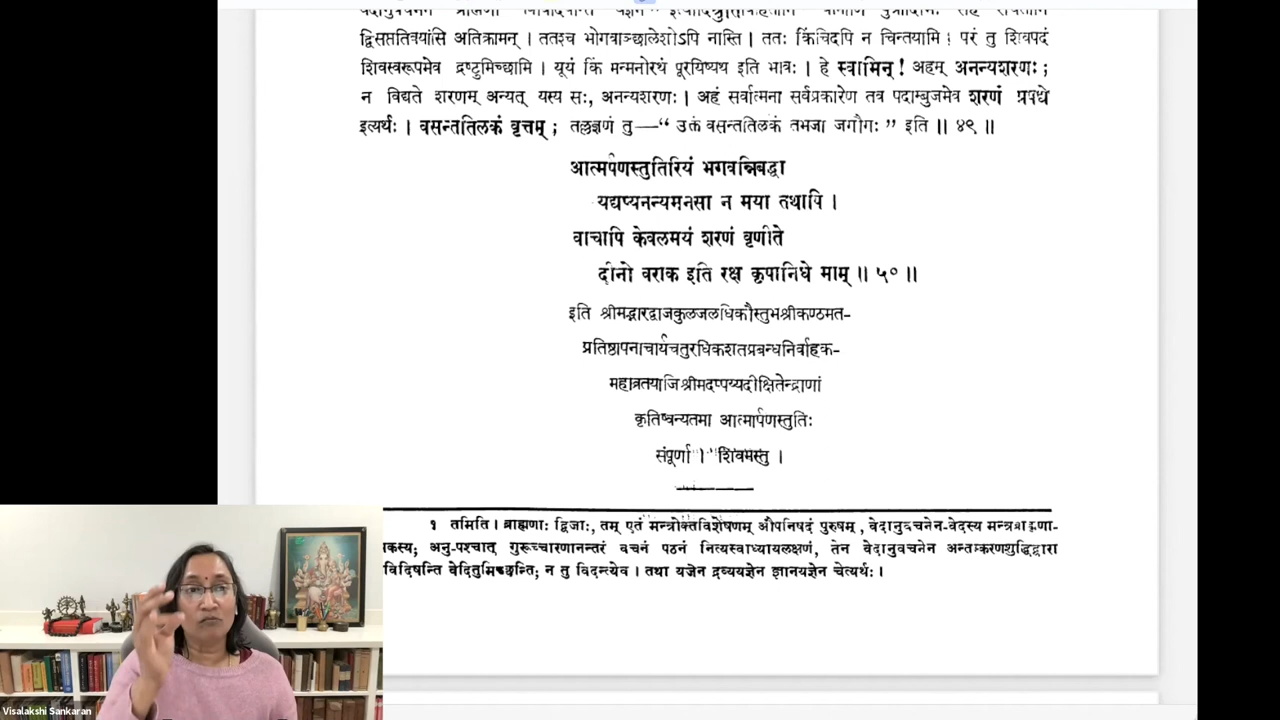 द्विसप्ततिवयांसि अतिक्रामन् । ततश्च भोगवाञ्छालेशोऽपि नास्ति । ततः किंचिदपि न चिन्तयामि ; परं तु शिवपदं
शिवस्वरूपमेव द्रष्टुमिच्छामि । यूयं किं मन्मनोरथं पूरयिष्यथ इति भावः । हे स्वामिन् ! अहम् अनन्यशरणः ;
न विद्यते शरणम् अन्यत् यस्य सः, अनन्यशरणः । अहं सर्वात्मना सर्वप्रकारेण तव पदाम्बुजमेव शरणं प्रपद्ये
इत्यर्थः । वसन्ततिलकं वृत्तम् ; तल्लक्षणं तु—“ उक्तं वसन्ततिलकं तभजा जगौगः ” इति ॥ ४९ ॥
आत्मार्पणस्तुतिरियं भगवन्निबद्धा
यद्यप्यनन्यमनसा न मया तथापि ।
वाचापि केवलमयं शरणं वृणीते
दीनो वराक इति रक्ष कृपानिधे माम् ॥ ५० ॥
इति श्रीमद्भारद्वाजकुलजलधिकौस्तुभश्रीकण्ठमत-
प्रतिष्ठापनाचार्यचतुरधिकशतप्रबन्धनिर्वाहक-
महाव्रतयाजिश्रीमदप्पय्यदीक्षितेन्द्राणां
कृतिष्वन्यतमा आत्मार्पणस्तुतिः
संपूर्णा । शिवमस्तु ।
१ तमिति । ब्राह्मणाः द्विजाः, तम् एतं मन्त्रोक्तविशेषणम् औपनिषदं पुरुषम्, वेदानुवचनेन-वेदस्य मन्त्रब्राह्मणा-
कस्य; अनु-पश्चात् गुरूच्चारणानन्तरं वचनं पठनं नित्यस्वाध्यायलक्षणं, तेन वेदानुवचनेन अन्तःकरणशुद्धिद्वारा
विविदिषन्ति वेदितुमिच्छन्ति; न तु विदन्त्येव । तथा यज्ञेन द्रव्ययज्ञेन ज्ञानयज्ञेन चेत्यर्थः ।
Visalakshi Sankaran